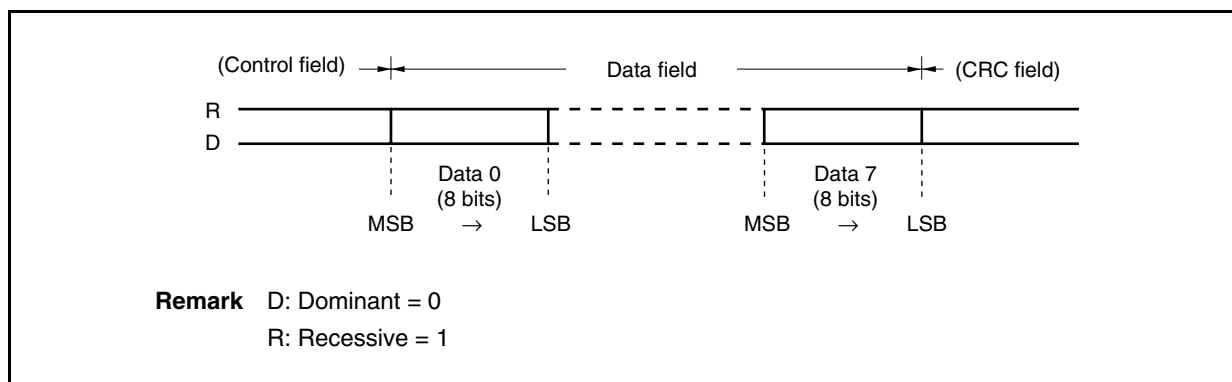 (Control field) Data field (CRC field)
R
D
Data 0 Data 7
(8 bits) (8 bits)
MSB → LSB MSB → LSB
Remark D: Dominant = 0
R: Recessive = 1